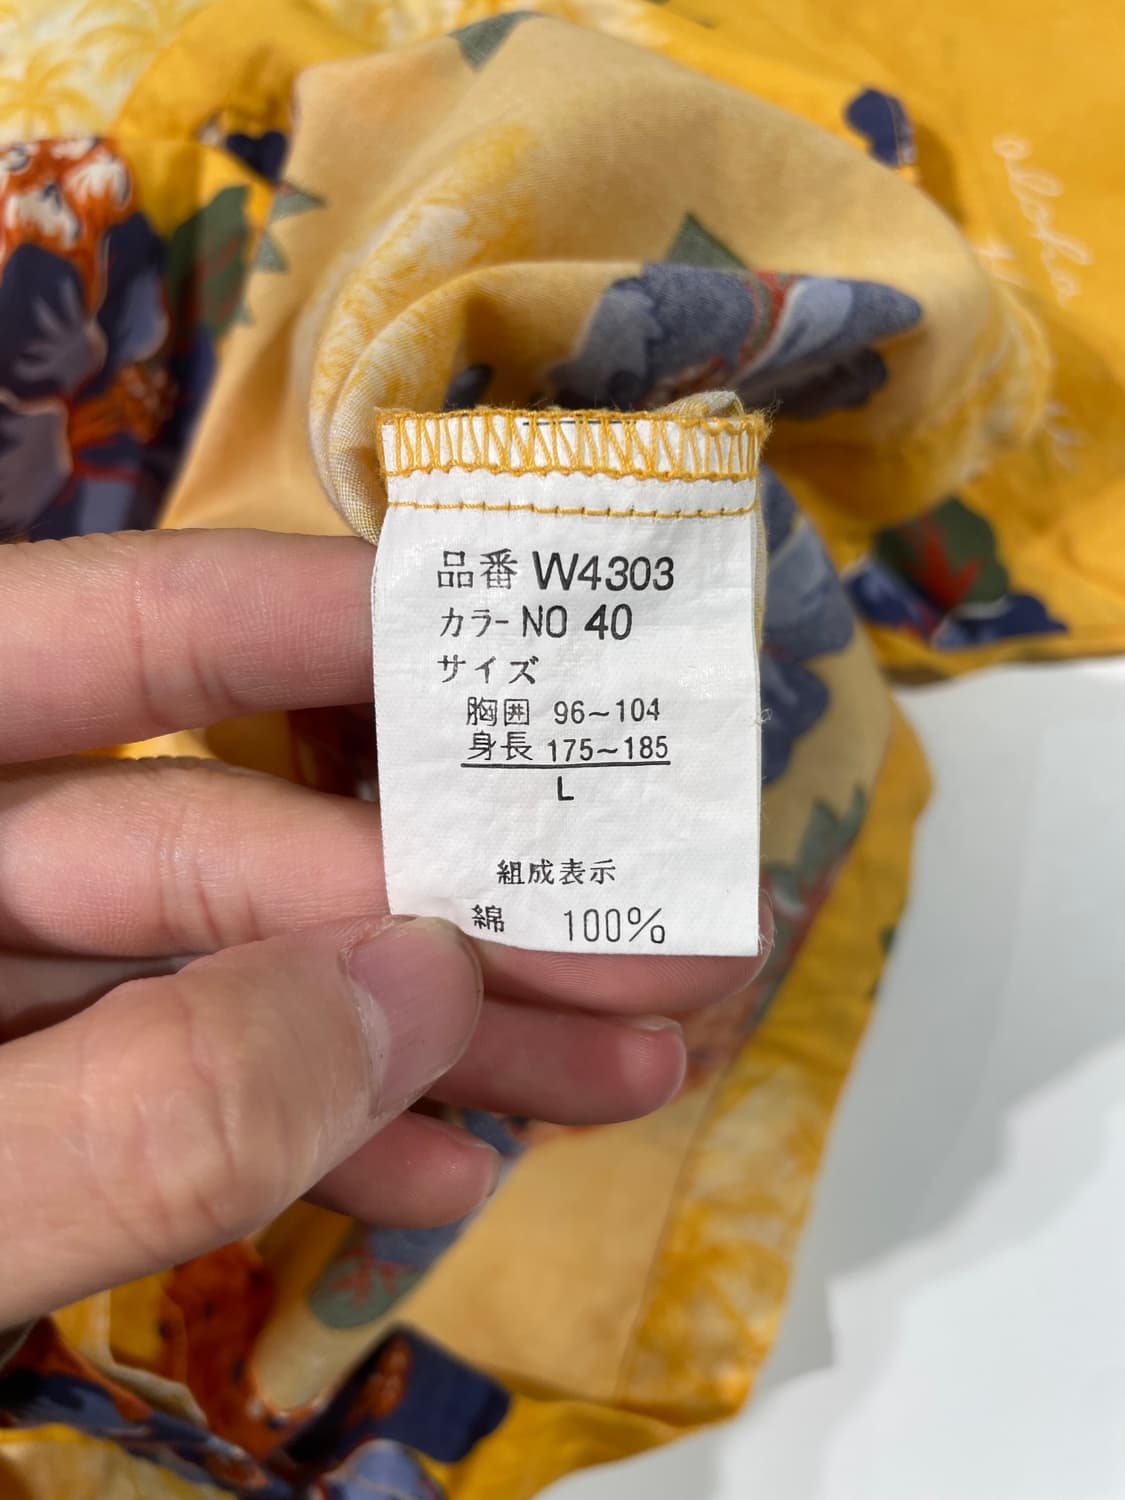 aloha
品番 W4303
カラー NO 40
サイズ
胸囲 96~104
身長 175~185
L
組成表示
綿 100%